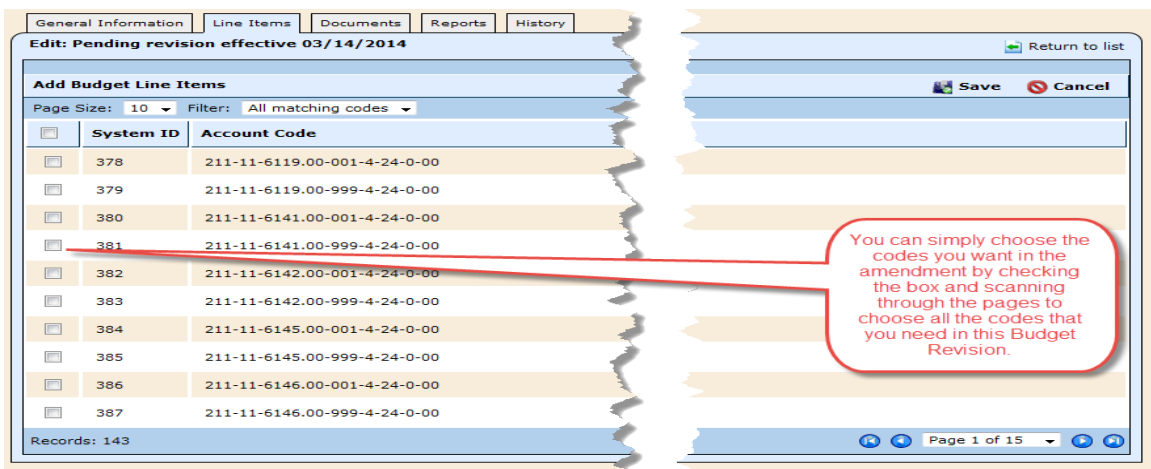 General Information Line Items Documents Reports History
Edit: Pending revision effective 03/14/2014 Return to list
Add Budget Line Items Save Cancel
Page Size: 10 Filter: All matching codes
System ID Account Code
378 211-11-6119.00-001-4-24-0-00
379 211-11-6119.00-999-4-24-0-00
380 211-11-6141.00-001-4-24-0-00
381 211-11-6141.00-999-4-24-0-00
382 211-11-6142.00-001-4-24-0-00
383 211-11-6142.00-999-4-24-0-00
384 211-11-6145.00-001-4-24-0-00
385 211-11-6145.00-999-4-24-0-00
386 211-11-6146.00-001-4-24-0-00
387 211-11-6146.00-999-4-24-0-00
You can simply choose the
codes you want in the
amendment by checking
the box and scanning
through the pages to
choose all the codes that
you need in this Budget
Revision.
Records: 143 Page 1 of 15